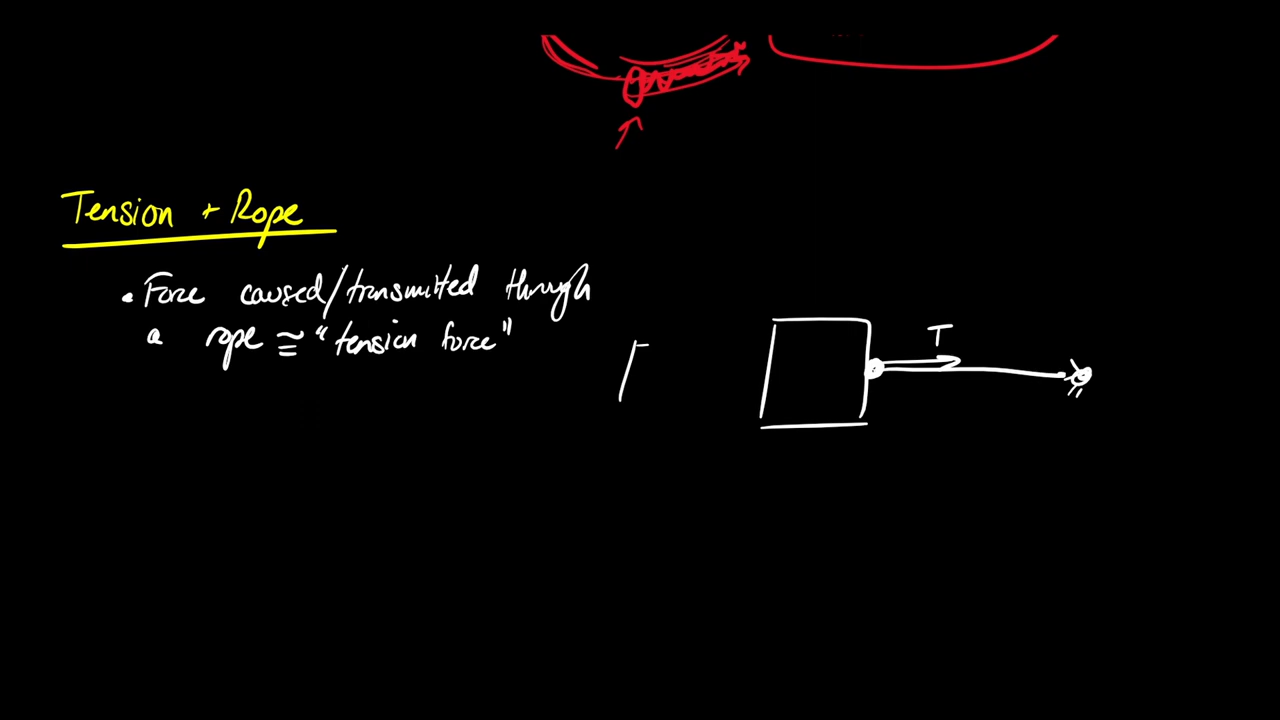 Tension + Rope
• Force caused/transmitted through
a rope ≅ "tension force"
T